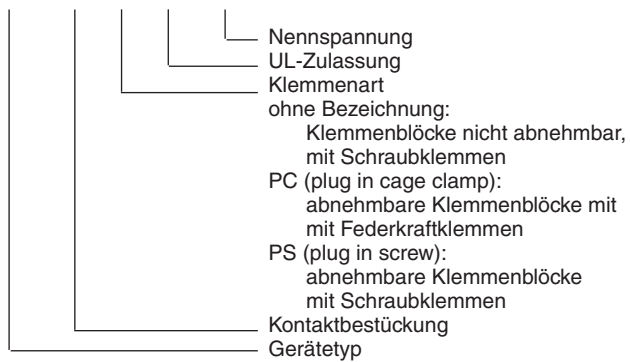 Nennspannung
UL-Zulassung
Klemmenart
ohne Bezeichnung:
Klemmenblöcke nicht abnehmbar,
mit Schraubklemmen
PC (plug in cage clamp):
abnehmbare Klemmenblöcke mit
mit Federkraftklemmen
PS (plug in screw):
abnehmbare Klemmenblöcke
mit Schraubklemmen
Kontaktbestückung
Gerätetyp